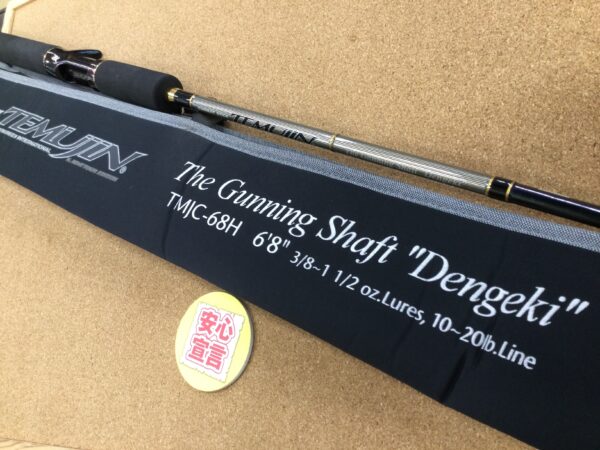 TEMUJIN
TEMUJIN®
The Gunning Shaft "Dengeki"
TMJC-68H 6'8" 3/8~1 1/2 oz.Lures, 10~20lb.Line
安心
宣言